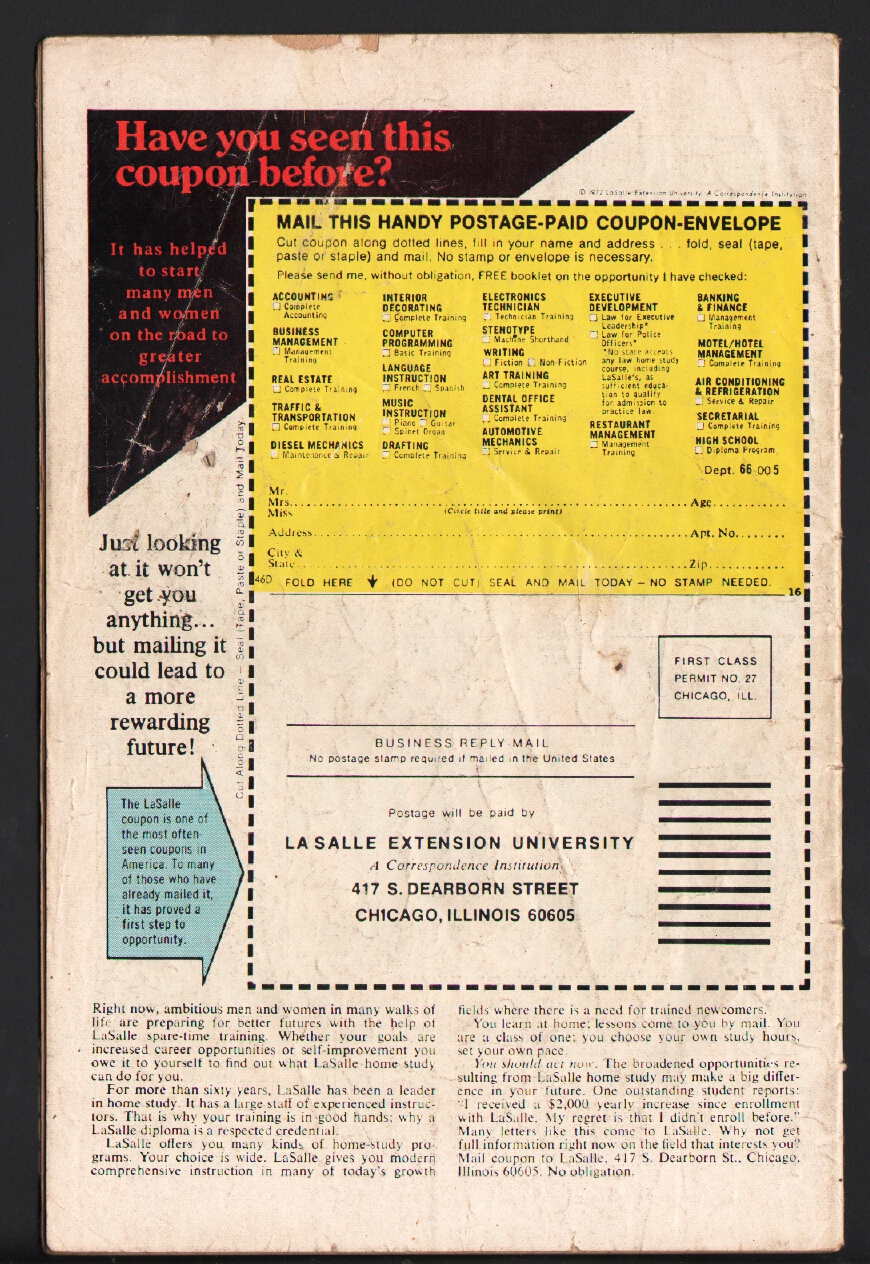 Have you seen this
coupon before?
It has helped
to start
many men
and women
on the road to
greater
accomplishment
Just looking
at it won't
get you
anything...
but mailing it
could lead to
a more
rewarding
future!
The LaSalle
coupon is one of
the most often-
seen coupons in
America. To many
of those who have
already mailed it,
it has proved a
first step to
opportunity.
Cut Along Dotted Line — Seal (Tape, Paste or Staple) and Mail Today
© 1972 LaSalle Extension University. A Correspondence Institution
MAIL THIS HANDY POSTAGE-PAID COUPON-ENVELOPE
Cut coupon along dotted lines, fill in your name and address . . . fold, seal (tape,
paste or staple) and mail. No stamp or envelope is necessary.
Please send me, without obligation, FREE booklet on the opportunity I have checked:
ACCOUNTING
Complete
Accounting
BUSINESS
MANAGEMENT
Management
Training
REAL ESTATE
Complete Training
TRAFFIC &
TRANSPORTATION
Complete Training
DIESEL MECHANICS
Maintenance & Repair
INTERIOR
DECORATING
Complete Training
COMPUTER
PROGRAMMING
Basic Training
LANGUAGE
INSTRUCTION
French Spanish
MUSIC
INSTRUCTION
Piano Guitar
Spinet Organ
DRAFTING
Complete Training
ELECTRONICS
TECHNICIAN
Technician Training
STENOTYPE
Machine Shorthand
WRITING
Fiction Non-Fiction
ART TRAINING
Complete Training
DENTAL OFFICE
ASSISTANT
Complete Training
AUTOMOTIVE
MECHANICS
Service & Repair
EXECUTIVE
DEVELOPMENT
Law for Executive
Leadership*
Law for Police
Officers*
*No state accepts
any law home study
course, including
LaSalle's, as
sufficient educa-
tion to qualify
for admission to
practice law.
RESTAURANT
MANAGEMENT
Management
Training
BANKING
& FINANCE
Management
Training
MOTEL/HOTEL
MANAGEMENT
Complete Training
AIR CONDITIONING
& REFRIGERATION
Service & Repair
SECRETARIAL
Complete Training
HIGH SCHOOL
Diploma Program
Dept. 66-005
Mr.
Mrs. Age
Miss (Circle title and please print)
Address Apt. No.
City &
State Zip
46D FOLD HERE (DO NOT CUT) SEAL AND MAIL TODAY — NO STAMP NEEDED.
16
FIRST CLASS
PERMIT NO. 27
CHICAGO, ILL.
BUSINESS REPLY MAIL
No postage stamp required if mailed in the United States
Postage will be paid by
LA SALLE EXTENSION UNIVERSITY
A Correspondence Institution
417 S. DEARBORN STREET
CHICAGO, ILLINOIS 60605
Right now, ambitious men and women in many walks of
life are preparing for better futures with the help of
LaSalle spare-time training. Whether your goals are
increased career opportunities or self-improvement you
owe it to yourself to find out what LaSalle home study
can do for you.
For more than sixty years, LaSalle has been a leader
in home study. It has a large staff of experienced instruc-
tors. That is why your training is in good hands; why a
LaSalle diploma is a respected credential.
LaSalle offers you many kinds of home-study pro-
grams. Your choice is wide. LaSalle gives you modern
comprehensive instruction in many of today's growth
fields where there is a need for trained newcomers.
You learn at home; lessons come to you by mail. You
are a class of one; you choose your own study hours,
set your own pace.
You should act now. The broadened opportunities re-
sulting from LaSalle home study may make a big differ-
ence in your future. One outstanding student reports:
"I received a $2,000 yearly increase since enrollment
with LaSalle. My regret is that I didn't enroll before."
Many letters like this come to LaSalle. Why not get
full information right now on the field that interests you?
Mail coupon to LaSalle, 417 S. Dearborn St., Chicago,
Illinois 60605. No obligation.